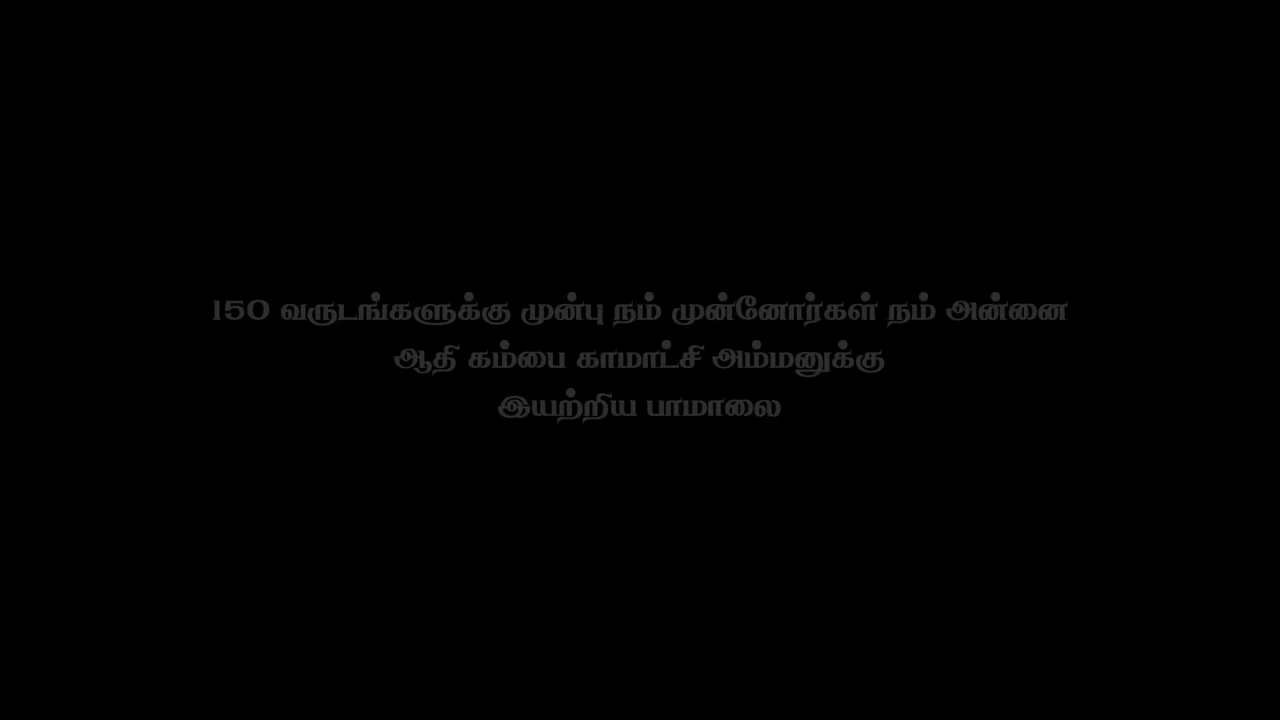 150 வருடங்களுக்கு முன்பு நம் முன்னோர்கள் நம் அன்னை
ஆதி கம்பை காமாட்சி அம்மனுக்கு
இயற்றிய பாமாலை